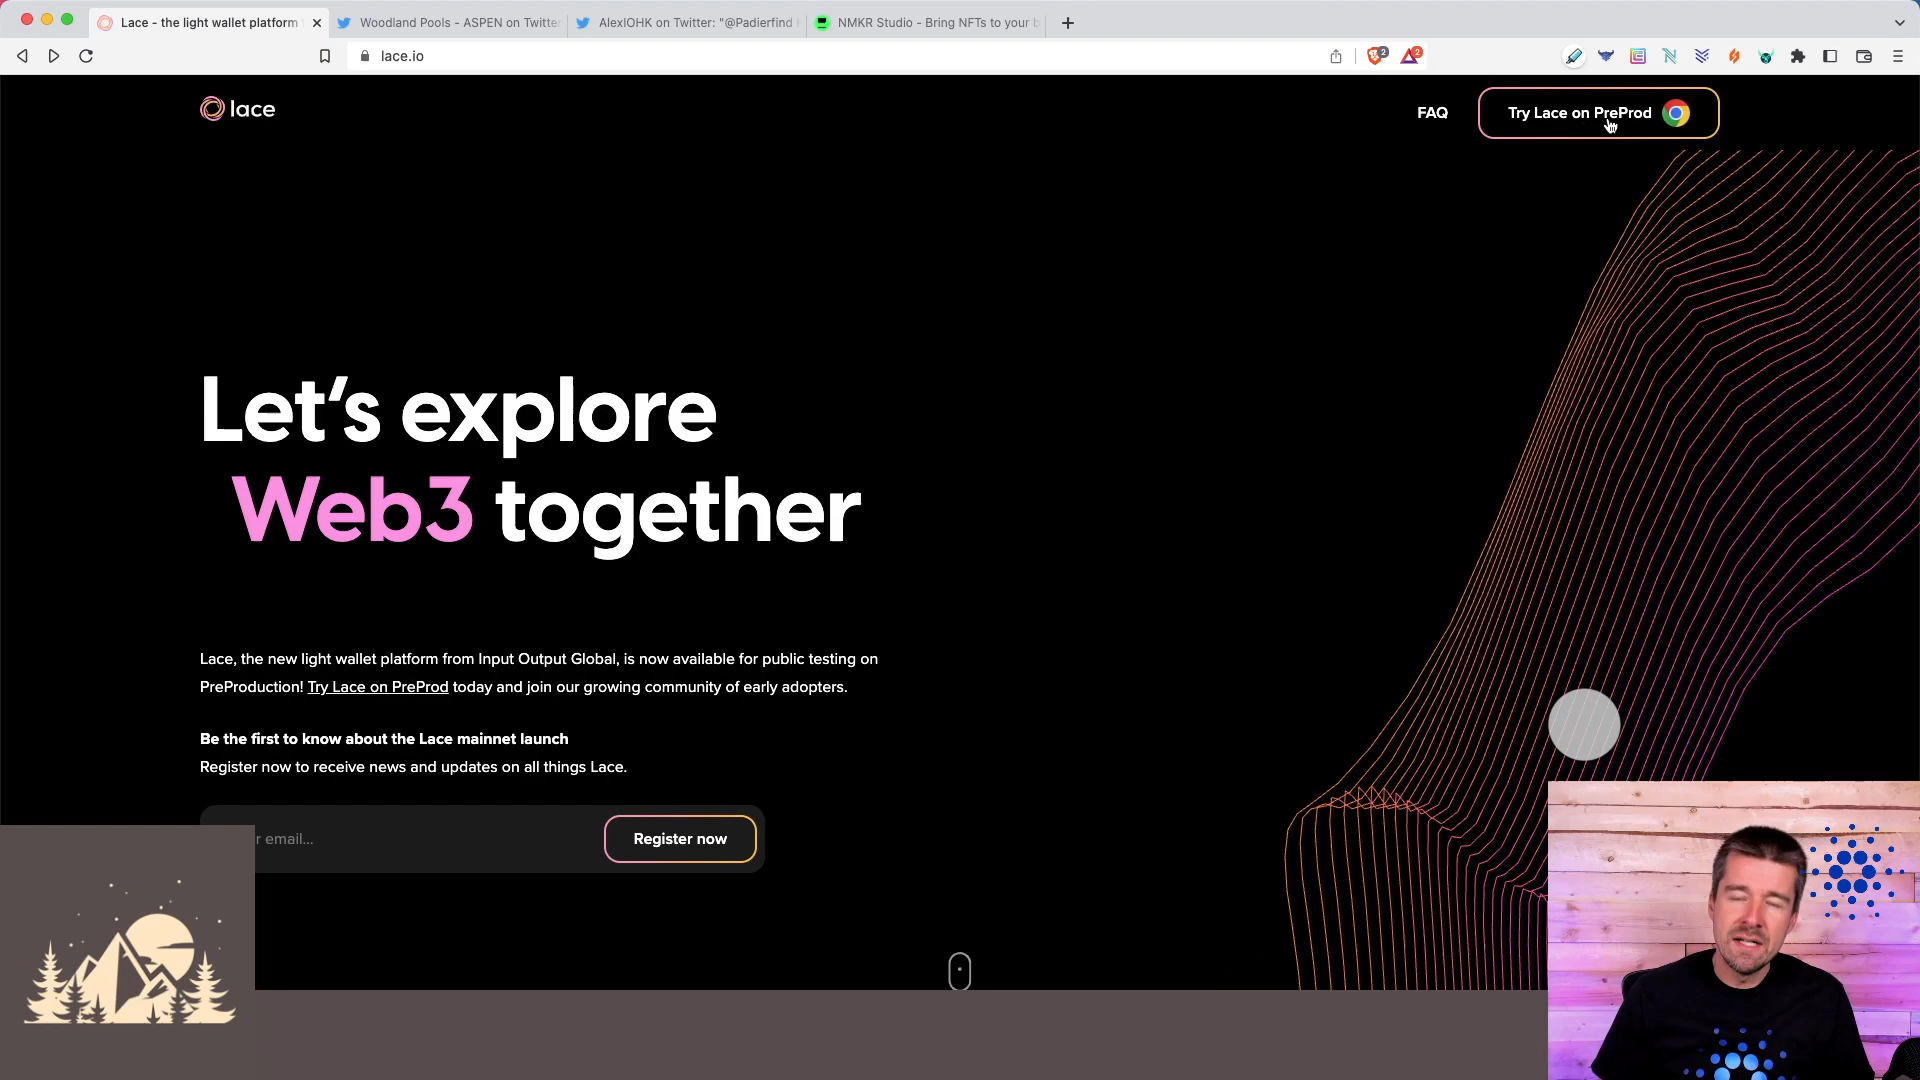 Lace - the light wallet platform
Woodland Pools - ASPEN on Twitter
AlexIOHK on Twitter: "@Padierfind
NMKR Studio - Bring NFTs to your b
lace.io
2
2
lace
FAQ
Try Lace on PreProd
Let's explore
Web3 together
Lace, the new light wallet platform from Input Output Global, is now available for public testing on
PreProduction! Try Lace on PreProd today and join our growing community of early adopters.
Be the first to know about the Lace mainnet launch
Register now to receive news and updates on all things Lace.
r email...
Register now